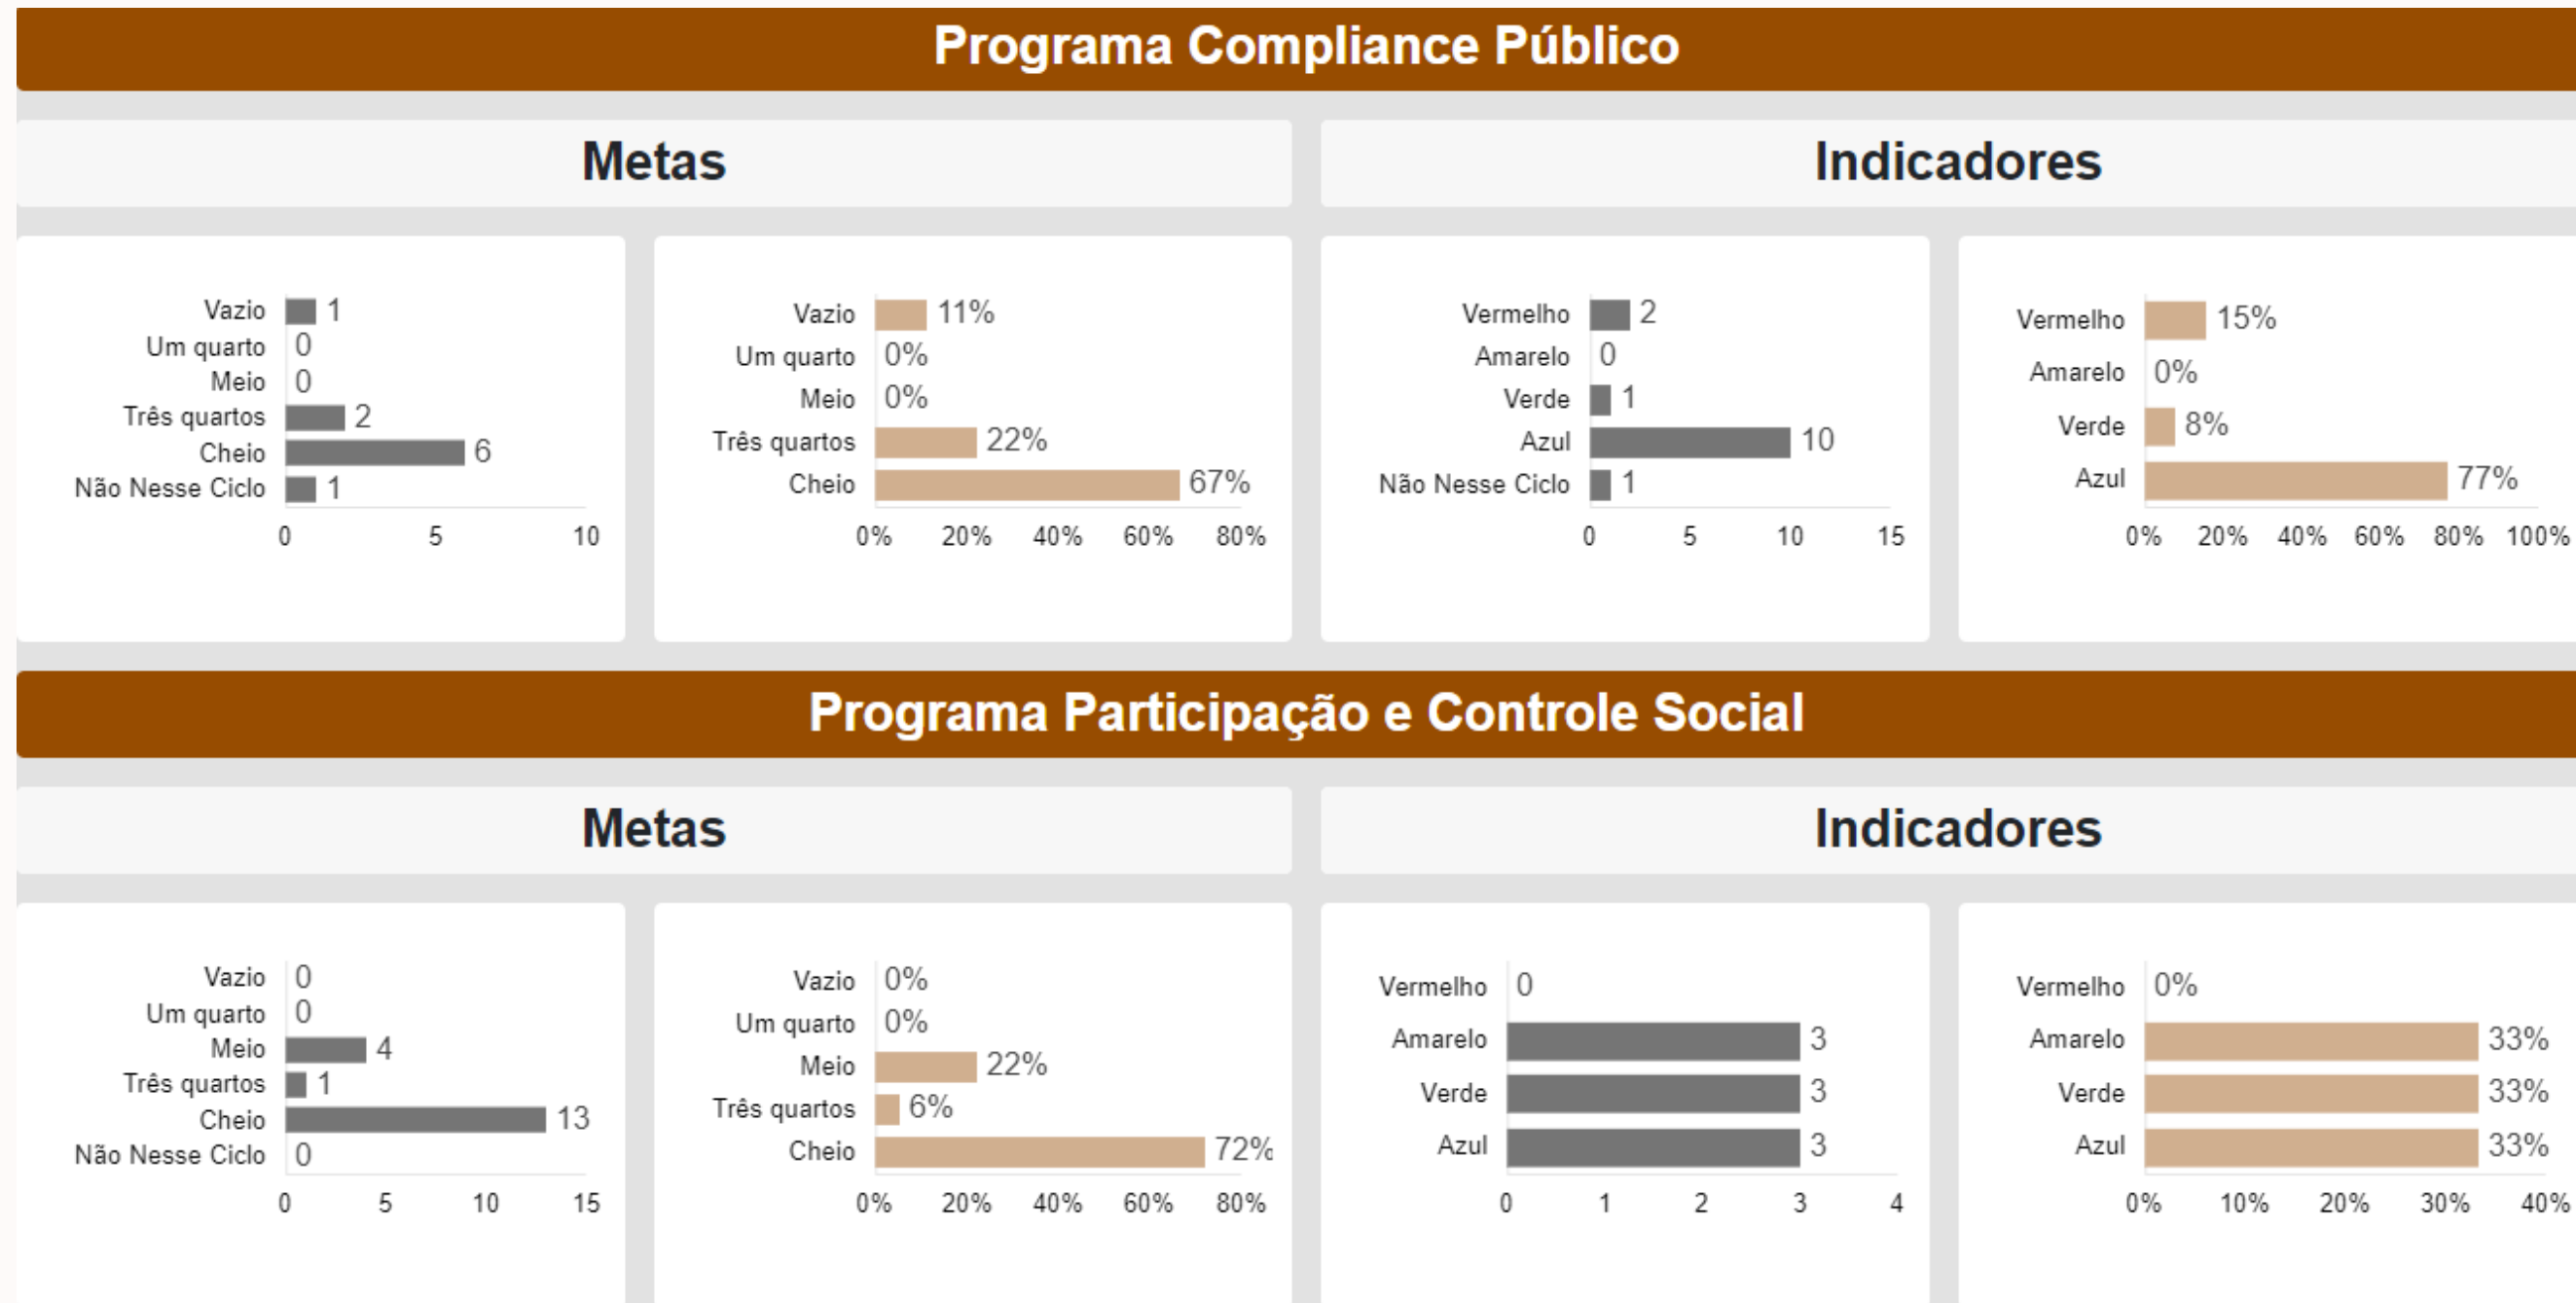 Programa Compliance Público
Metas
Indicadores
Vazio 1
Um quarto 0
Meio 0
Três quartos 2
Cheio 6
Não Nesse Ciclo 1
0 5 10
Vazio 11%
Um quarto 0%
Meio 0%
Três quartos 22%
Cheio 67%
0% 20% 40% 60% 80%
Vermelho 2
Amarelo 0
Verde 1
Azul 10
Não Nesse Ciclo 1
0 5 10 15
Vermelho 15%
Amarelo 0%
Verde 8%
Azul 77%
0% 20% 40% 60% 80% 100%
Programa Participação e Controle Social
Metas
Indicadores
Vazio 0
Um quarto 0
Meio 4
Três quartos 1
Cheio 13
Não Nesse Ciclo 0
0 5 10 15
Vazio 0%
Um quarto 0%
Meio 22%
Três quartos 6%
Cheio 72%
0% 20% 40% 60% 80%
Vermelho 0
Amarelo 3
Verde 3
Azul 3
0 1 2 3 4
Vermelho 0%
Amarelo 33%
Verde 33%
Azul 33%
0% 10% 20% 30% 40%